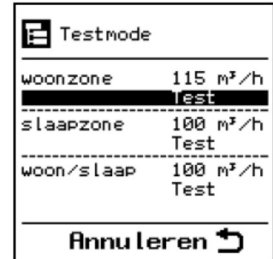 Testmode
woonzone 115 m³/h
Test
slaapzone 100 m³/h
Test
woon/slaap 100 m³/h
Test
Annuleren